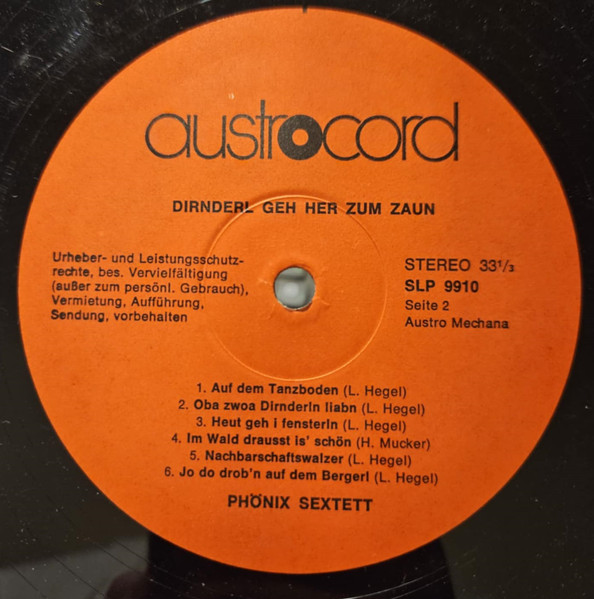 austrocord
DIRNDERL GEH HER ZUM ZAUN
Urheber- und Leistungsschutz-
rechte, bes. Vervielfältigung
(außer zum persönl. Gebrauch),
Vermietung, Aufführung,
Sendung, vorbehalten
STEREO 33¹/₃
SLP 9910
Seite 2
Austro Mechana
1. Auf dem Tanzboden (L. Hegel)
2. Oba zwoa Dirnderln liabn (L. Hegel)
3. Heut geh i fensterln (L. Hegel)
4. Im Wald drausst is' schön (H. Mucker)
5. Nachbarschaftswalzer (L. Hegel)
6. Jo do drob'n auf dem Bergerl (L. Hegel)
PHÖNIX SEXTETT